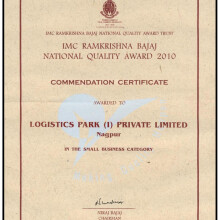 IMC RAMKRISHNA BAJAJ NATIONAL QUALITY AWARD TRUST
IMC RAMKRISHNA BAJAJ
NATIONAL QUALITY AWARD 2010
COMMENDATION CERTIFICATE
AWARDED TO
LOGISTICS PARK (I) PRIVATE LIMITED
Nagpur
IN THE SMALL BUSINESS CATEGORY
NIRAJ BAJAJ
CHAIRMAN